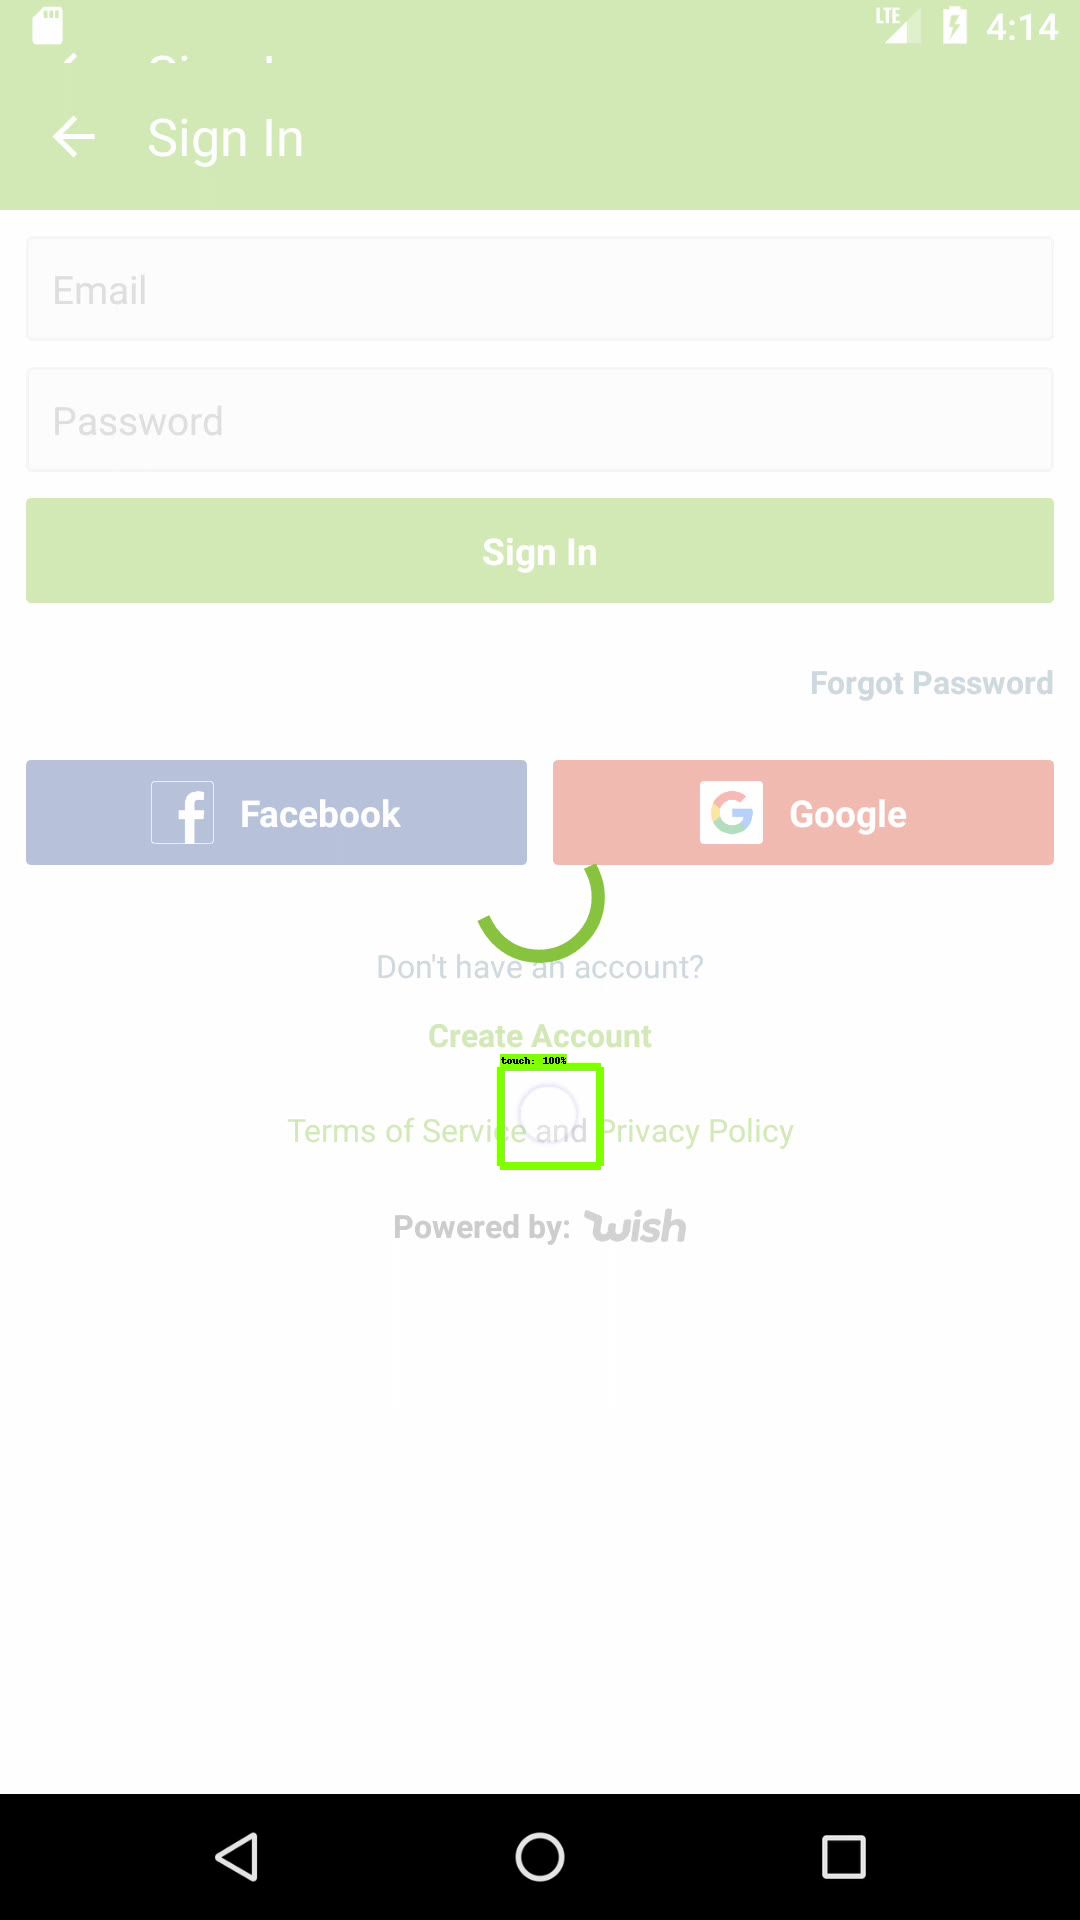 LTE 4:14
Sign In
Email
Password
Sign In
Forgot Password
Facebook Google
Don't have an account?
Create Account
touch: 100%
Terms of Service and Privacy Policy
Powered by: wish